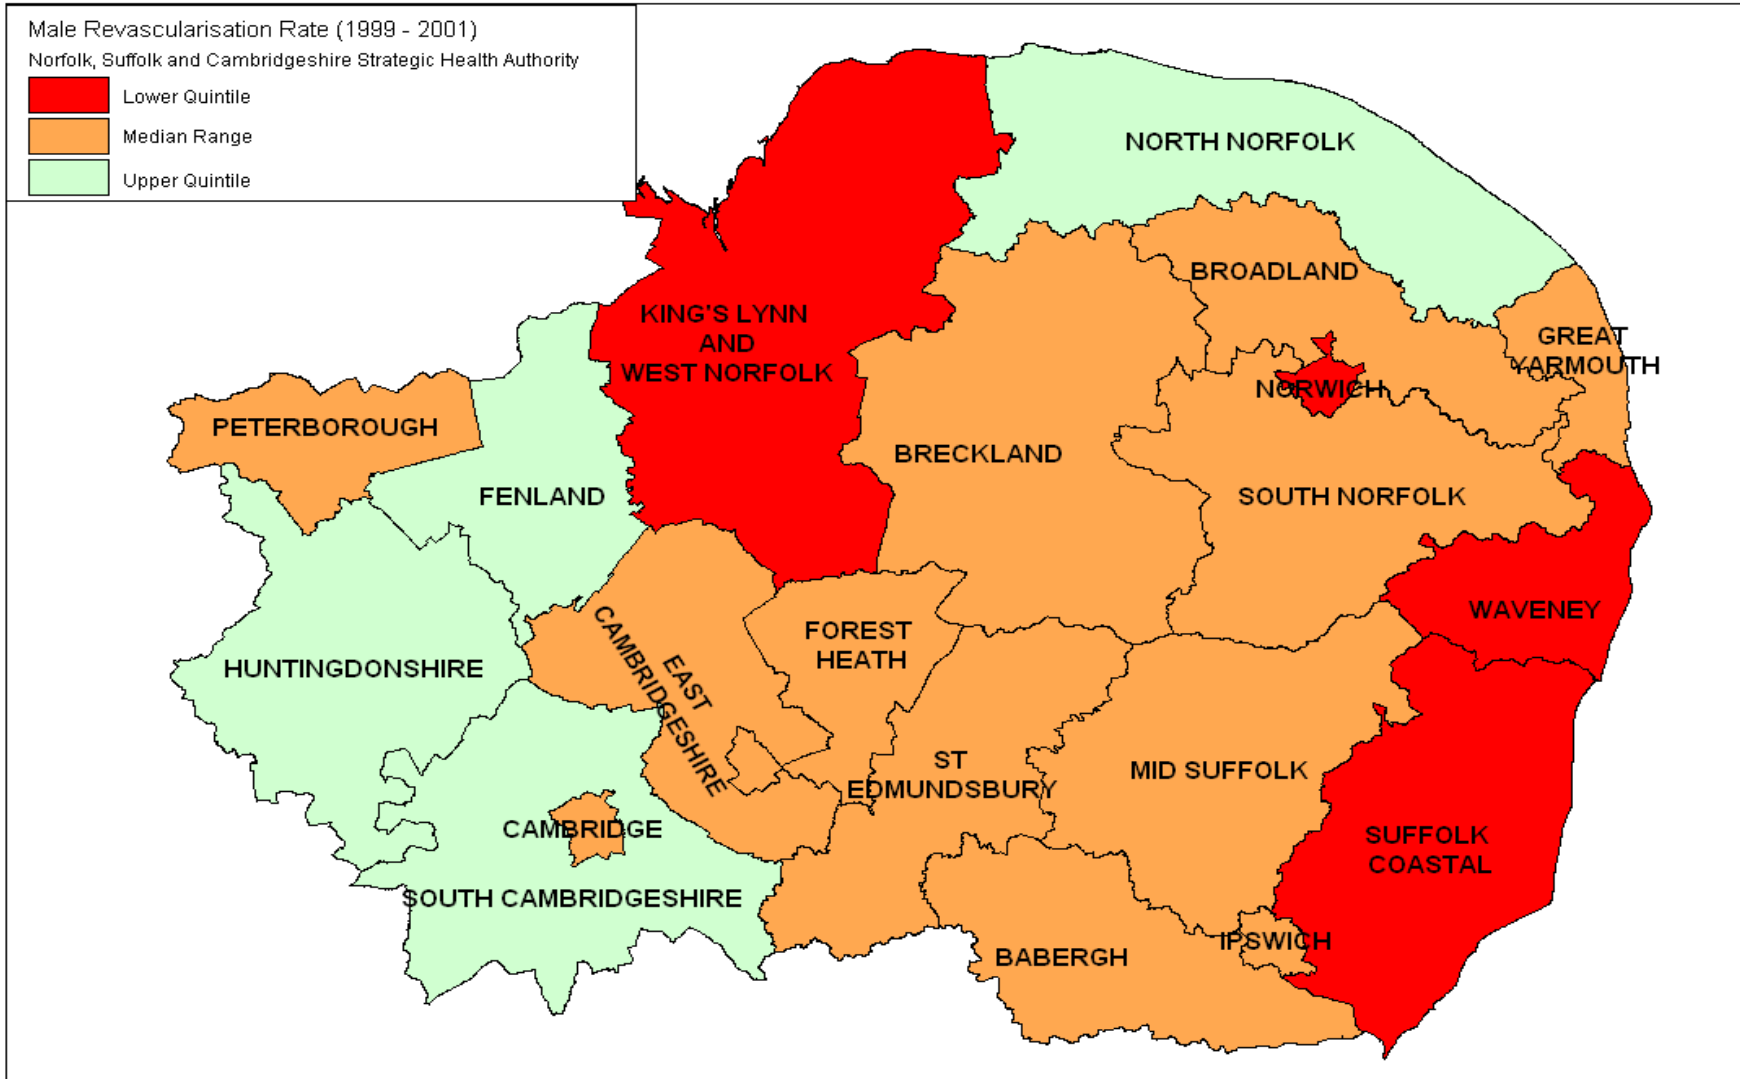 Male Revascularisation Rate (1999 - 2001)
Norfolk, Suffolk and Cambridgeshire Strategic Health Authority
Lower Quintile
Median Range
Upper Quintile
NORTH NORFOLK
BROADLAND
KING'S LYNN
AND
WEST NORFOLK
GREAT
YARMOUTH
NORWICH
PETERBOROUGH
BRECKLAND
FENLAND
SOUTH NORFOLK
WAVENEY
FOREST
HEATH
HUNTINGDONSHIRE
EAST
CAMBRIDGESHIRE
ST
EDMUNDSBURY
MID SUFFOLK
CAMBRIDGE
SUFFOLK
COASTAL
SOUTH CAMBRIDGESHIRE
IPSWICH
BABERGH